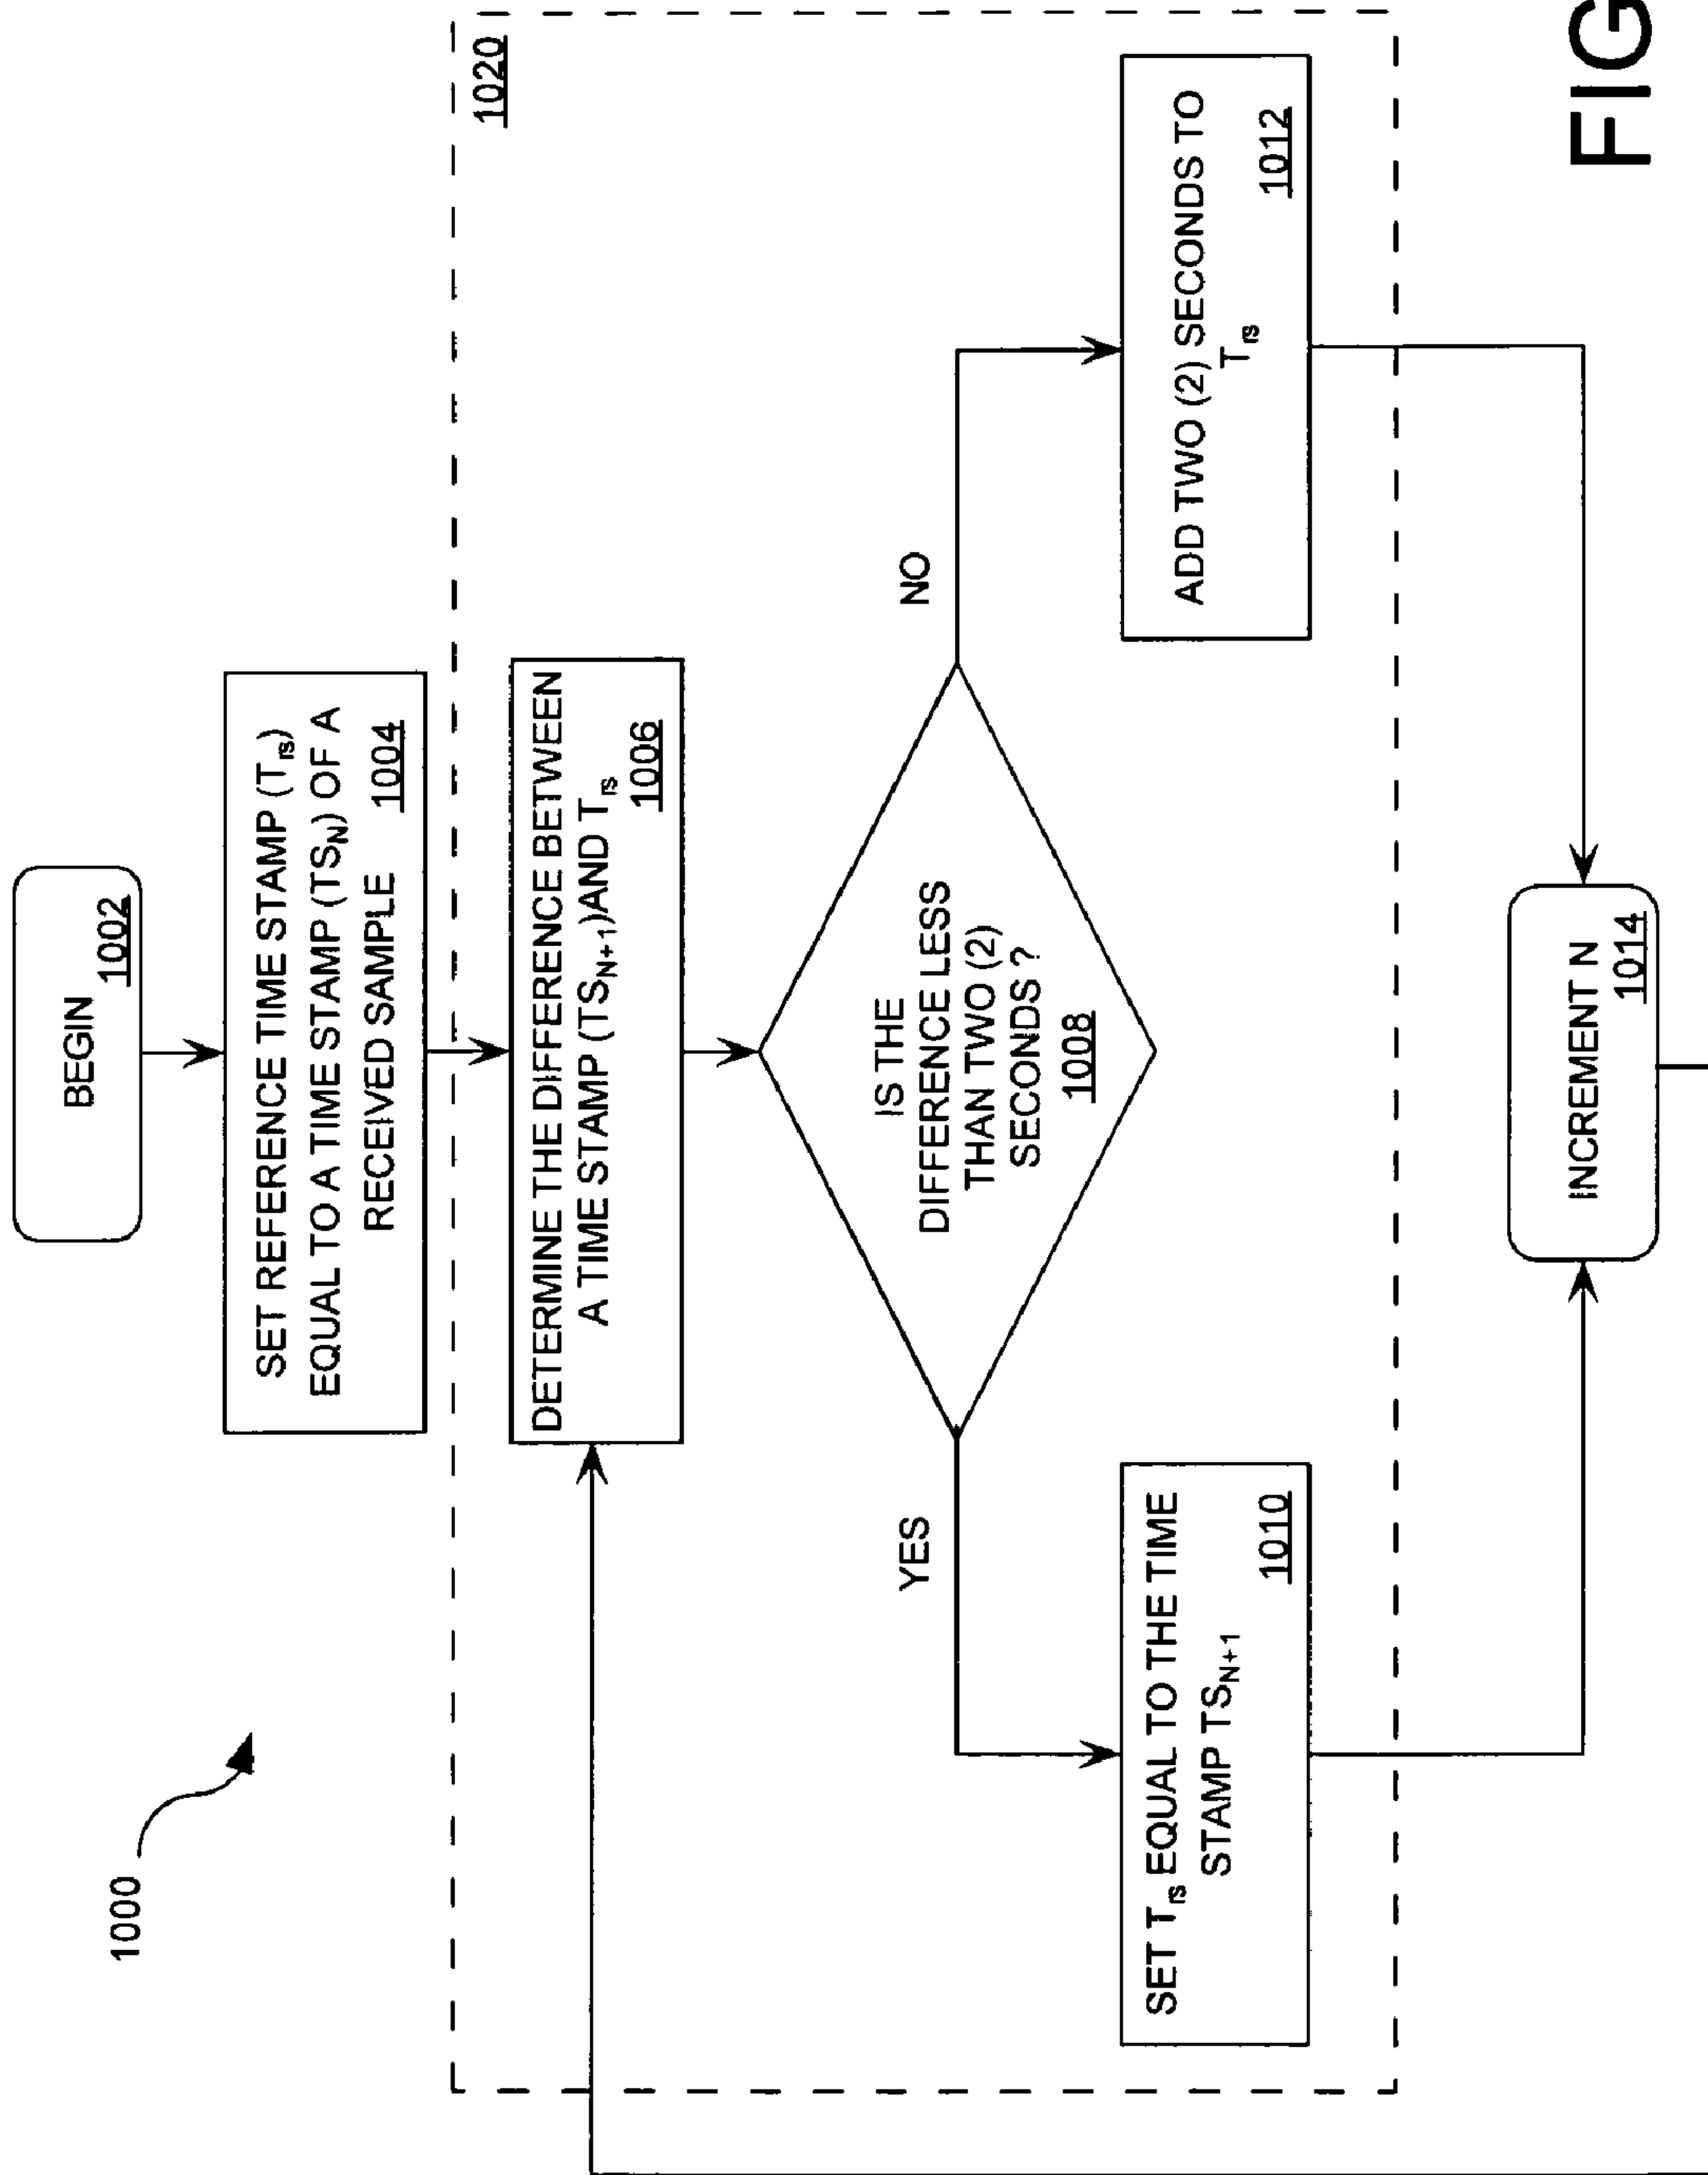 1000
BEGIN
1002
SET REFERENCE TIME STAMP (Trs)
EQUAL TO A TIME STAMP (TSN) OF A
RECEIVED SAMPLE 1004
1020
DETERMINE THE DIFFERENCE BETWEEN
A TIME STAMP (TSN+1)AND Trs
1006
IS THE
DIFFERENCE LESS
THAN TWO (2)
SECONDS ?
1008
YES
NO
SET Trs EQUAL TO THE TIME
STAMP TSN+1
1010
ADD TWO (2) SECONDS TO
Trs
1012
INCREMENT N
1014
FIG